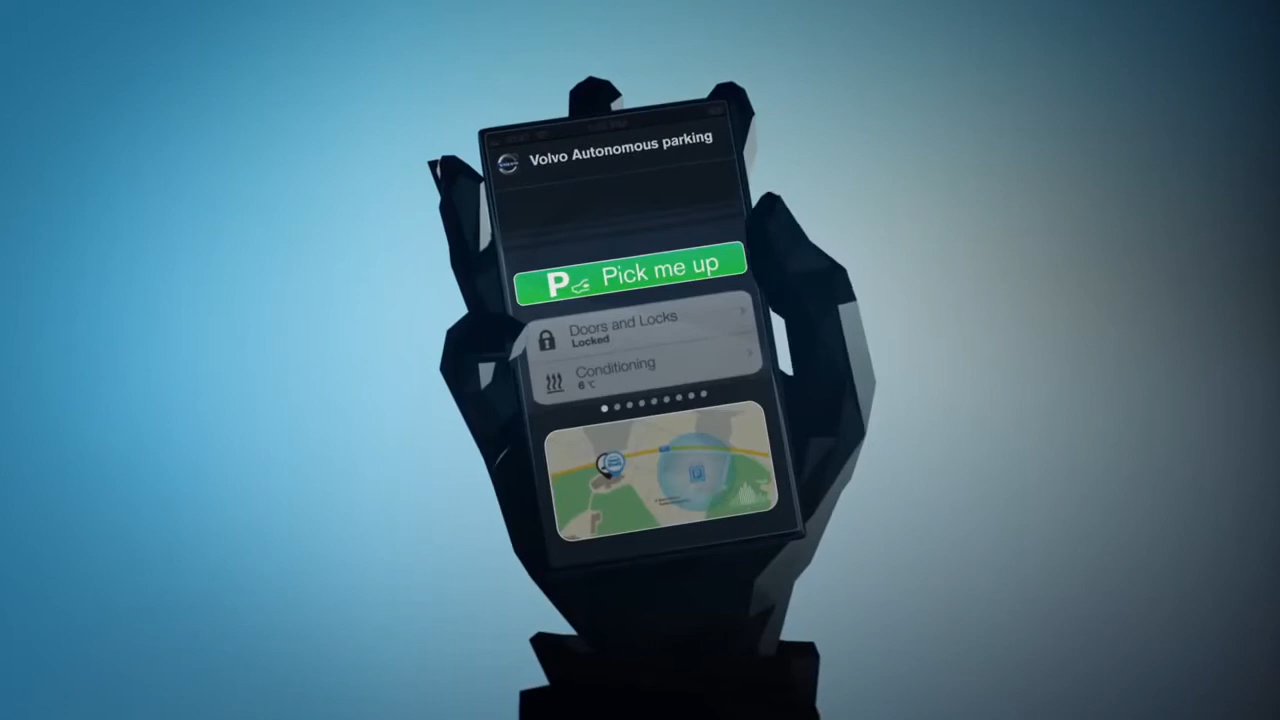 Volvo Autonomous parking
P Pick me up
Doors and Locks
Locked
Conditioning
6 °C
P